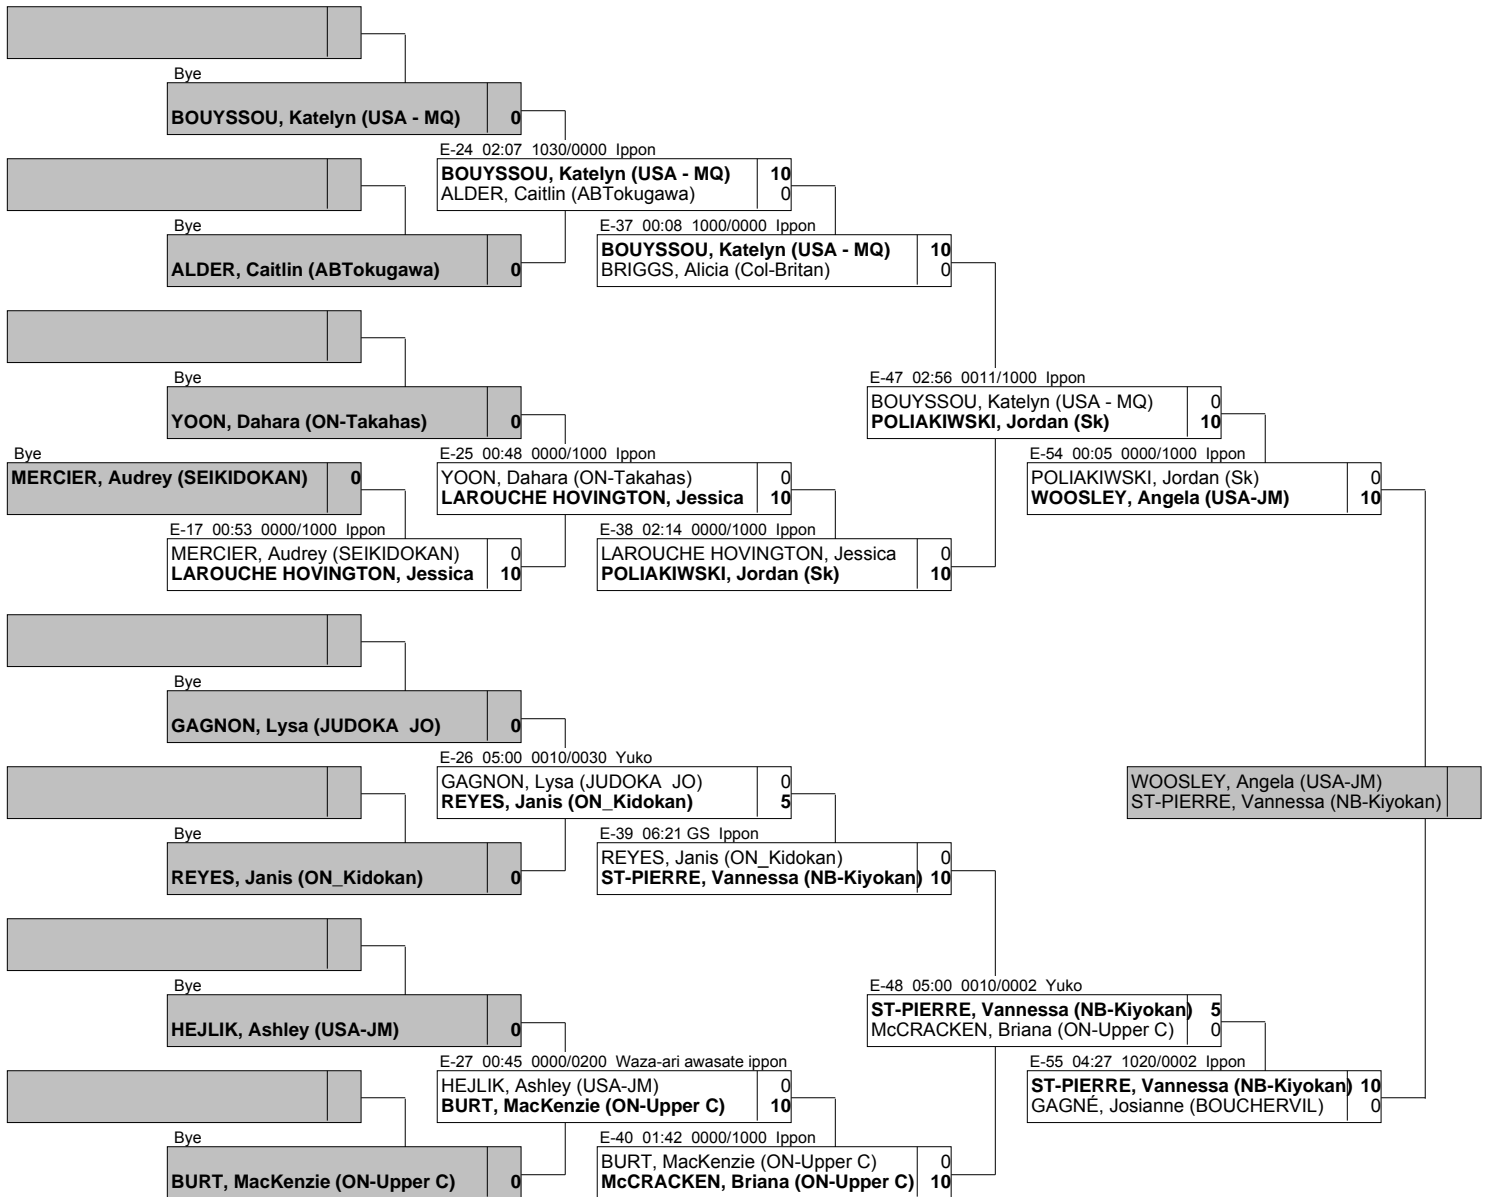 Bye
BOUYSSOU, Katelyn (USA - MQ) 0
E-24 02:07 1030/0000 Ippon
BOUYSSOU, Katelyn (USA - MQ) 10
ALDER, Caitlin (ABTokugawa) 0
Bye
ALDER, Caitlin (ABTokugawa) 0
E-37 00:08 1000/0000 Ippon
BOUYSSOU, Katelyn (USA - MQ) 10
BRIGGS, Alicia (Col-Britan) 0
Bye
YOON, Dahara (ON-Takahas) 0
E-47 02:56 0011/1000 Ippon
BOUYSSOU, Katelyn (USA - MQ) 0
POLIAKIWSKI, Jordan (Sk) 10
Bye
MERCIER, Audrey (SEIKIDOKAN) 0
E-25 00:48 0000/1000 Ippon
YOON, Dahara (ON-Takahas) 0
LAROUCHE HOVINGTON, Jessica 10
E-54 00:05 0000/1000 Ippon
POLIAKIWSKI, Jordan (Sk) 0
WOOSLEY, Angela (USA-JM) 10
E-17 00:53 0000/1000 Ippon
MERCIER, Audrey (SEIKIDOKAN) 0
LAROUCHE HOVINGTON, Jessica 10
E-38 02:14 0000/1000 Ippon
LAROUCHE HOVINGTON, Jessica 0
POLIAKIWSKI, Jordan (Sk) 10
Bye
GAGNON, Lysa (JUDOKA JO) 0
E-26 05:00 0010/0030 Yuko
GAGNON, Lysa (JUDOKA JO) 0
REYES, Janis (ON_Kidokan) 5
WOOSLEY, Angela (USA-JM)
ST-PIERRE, Vannessa (NB-Kiyokan)
Bye
REYES, Janis (ON_Kidokan) 0
E-39 06:21 GS Ippon
REYES, Janis (ON_Kidokan) 0
ST-PIERRE, Vannessa (NB-Kiyokan) 10
Bye
HEJLIK, Ashley (USA-JM) 0
E-48 05:00 0010/0002 Yuko
ST-PIERRE, Vannessa (NB-Kiyokan) 5
McCRACKEN, Briana (ON-Upper C) 0
E-27 00:45 0000/0200 Waza-ari awasate ippon
HEJLIK, Ashley (USA-JM) 0
BURT, MacKenzie (ON-Upper C) 10
E-55 04:27 1020/0002 Ippon
ST-PIERRE, Vannessa (NB-Kiyokan) 10
GAGNÉ, Josianne (BOUCHERVIL) 0
Bye
BURT, MacKenzie (ON-Upper C) 0
E-40 01:42 0000/1000 Ippon
BURT, MacKenzie (ON-Upper C) 0
McCRACKEN, Briana (ON-Upper C) 10